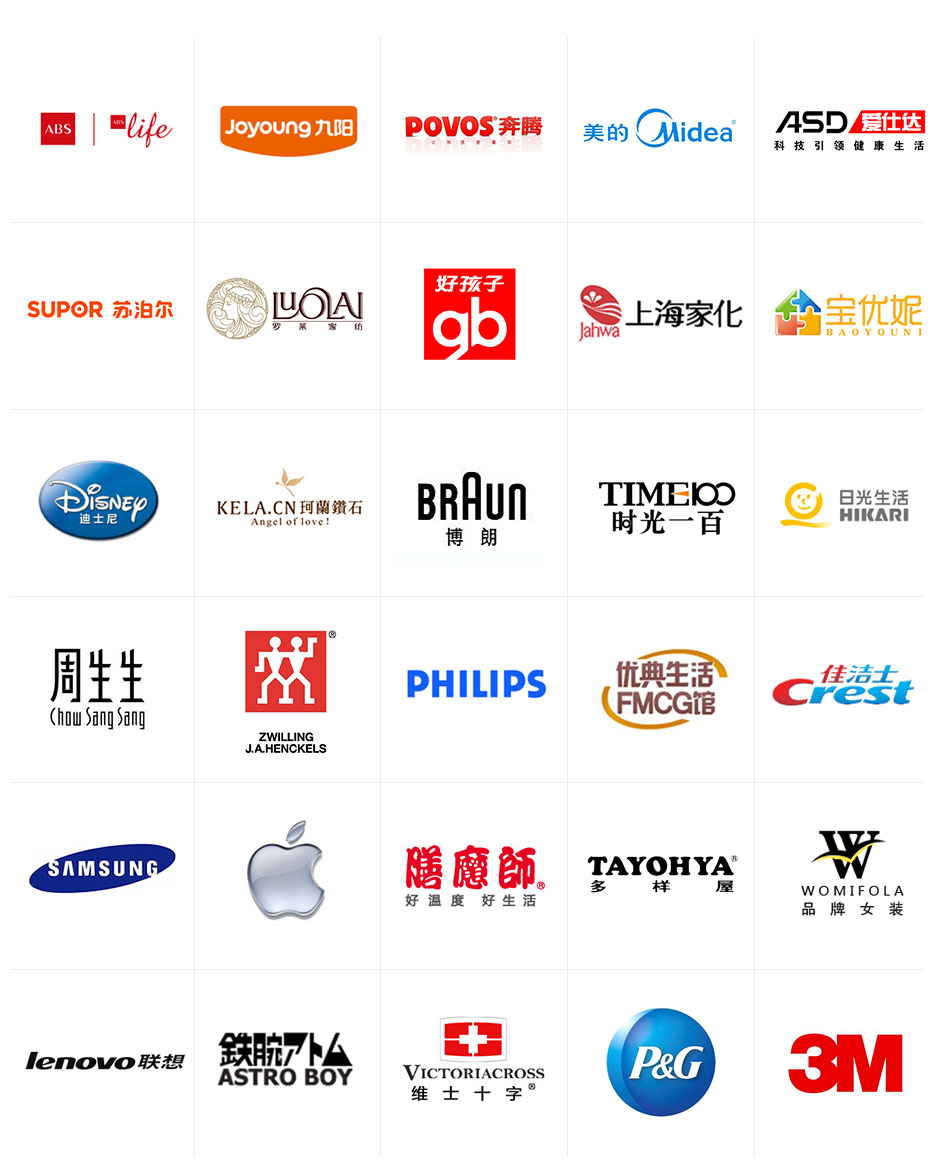 ABS
ABS life
Joyoung 九阳
POVOS® 奔腾
美的 Midea®
ASD 爱仕达
科技引领健康生活
SUPOR 苏泊尔
LUOLAI
罗莱家纺
好孩子
gb
Jahwa 上海家化
宝优妮
BAOYOUNI
DISNEY
迪士尼
KELA.CN 珂蘭鑽石
Angel of love!
BRAUN
博朗
TIME100
时光一百
日光生活
HIKARI
周生生
Chow Sang Sang
®
ZWILLING
J.A.HENCKELS
PHILIPS
优典生活
FMCG馆
佳洁士
Crest
SAMSUNG
膳魔師®
好温度 好生活
TAYOHYA®
多样屋
W
WOMIFOLA
品牌女装
lenovo 联想
鉄腕アトム
ASTRO BOY
VICTORIACROSS
维士十字®
P&G
3M